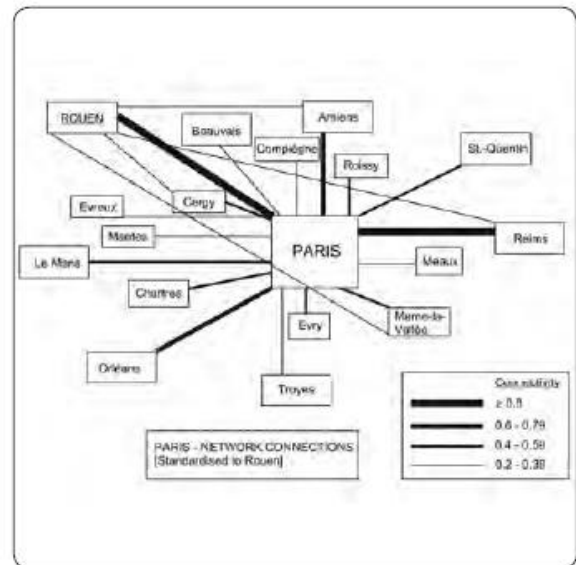 ROUEN
Amiens
Beauvais
Compiègne
St.-Quentin
Roissy
Evreux
Cergy
Mantes
PARIS
Reims
Le Mans
Meaux
Chartres
Evry
Marne-la-
Vallée
Orléans
Troyes
Connectivity
≥ 0.8
0.6 - 0.79
0.4 - 0.59
0.2 - 0.39
PARIS - NETWORK CONNECTIONS
[Standardised to Rouen]